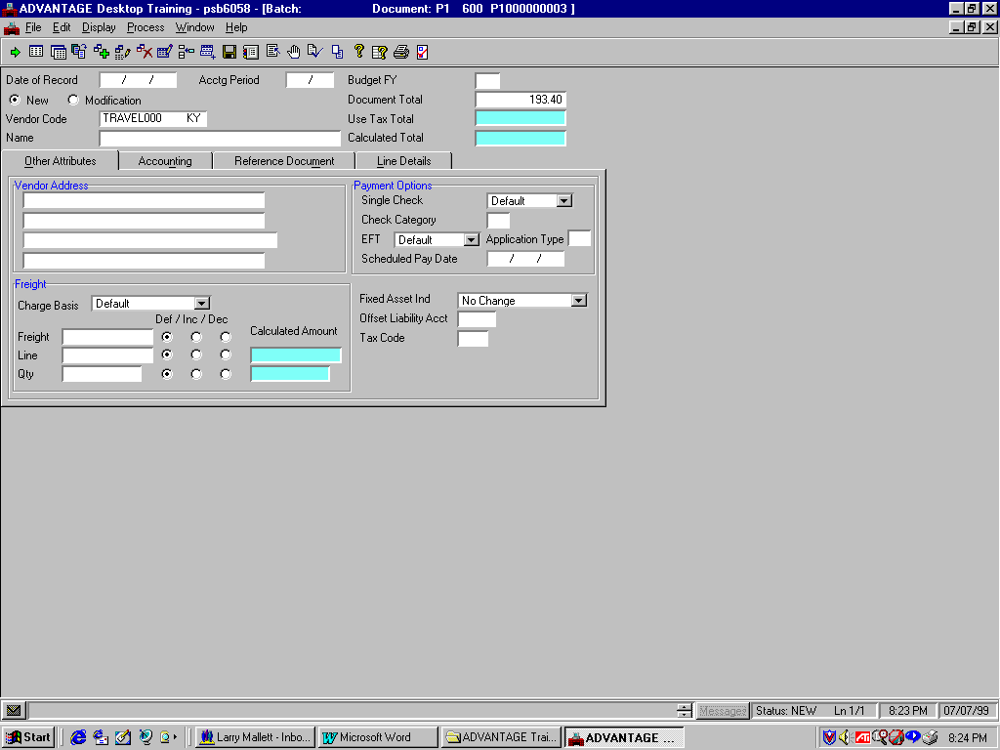 ADVANTAGE Desktop Training - psb6058 - [Batch: Document: P1 600 P1000000003 ]
File Edit Display Process Window Help
Date of Record / / Acctg Period / Budget FY
New Modification Document Total 193.40
Vendor Code TRAVEL000 KY Use Tax Total
Name Calculated Total
Other Attributes Accounting Reference Document Line Details
Vendor Address Payment Options
Single Check Default
Check Category
EFT Default Application Type
Scheduled Pay Date / /
Freight
Charge Basis Default Fixed Asset Ind No Change
Def / Inc / Dec Offset Liability Acct
Calculated Amount
Freight Tax Code
Line
Qty
Messages Status: NEW Ln 1/1 8:23 PM 07/07/99
Start Larry Mallett - Inbo... Microsoft Word ADVANTAGE Trai... ADVANTAGE ... 8:24 PM